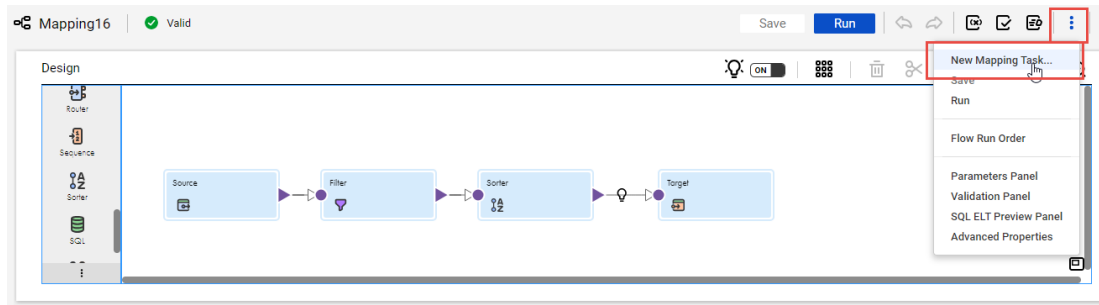 Mapping16
Valid
Save
Run
Design
ON
New Mapping Task...
Save
Run
Flow Run Order
Parameters Panel
Validation Panel
SQL ELT Preview Panel
Advanced Properties
Router
Sequence
Sorter
SQL
Source
Filter
Sorter
Target